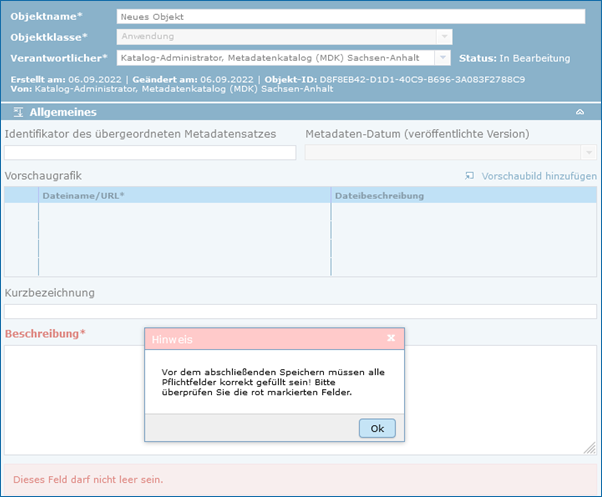 Objektname* Neues Objekt
Objektklasse* Anwendung
Verantwortlicher* Katalog-Administrator, Metadatenkatalog (MDK) Sachsen-Anhalt Status: In Bearbeitung
Erstellt am: 06.09.2022 | Geändert am: 06.09.2022 | Objekt-ID: D8F8EB42-D1D1-40C9-B696-3A083F2788C9
Von: Katalog-Administrator, Metadatenkatalog (MDK) Sachsen-Anhalt
Allgemeines
Identifikator des übergeordneten Metadatensatzes Metadaten-Datum (veröffentlichte Version)
Vorschaugrafik Vorschaubild hinzufügen
Dateiname/URL* Dateibeschreibung
Kurzbezeichnung
Beschreibung*
Hinweis x
Vor dem abschließenden Speichern müssen alle
Pflichtfelder korrekt gefüllt sein! Bitte
überprüfen Sie die rot markierten Felder.
Ok
Dieses Feld darf nicht leer sein.